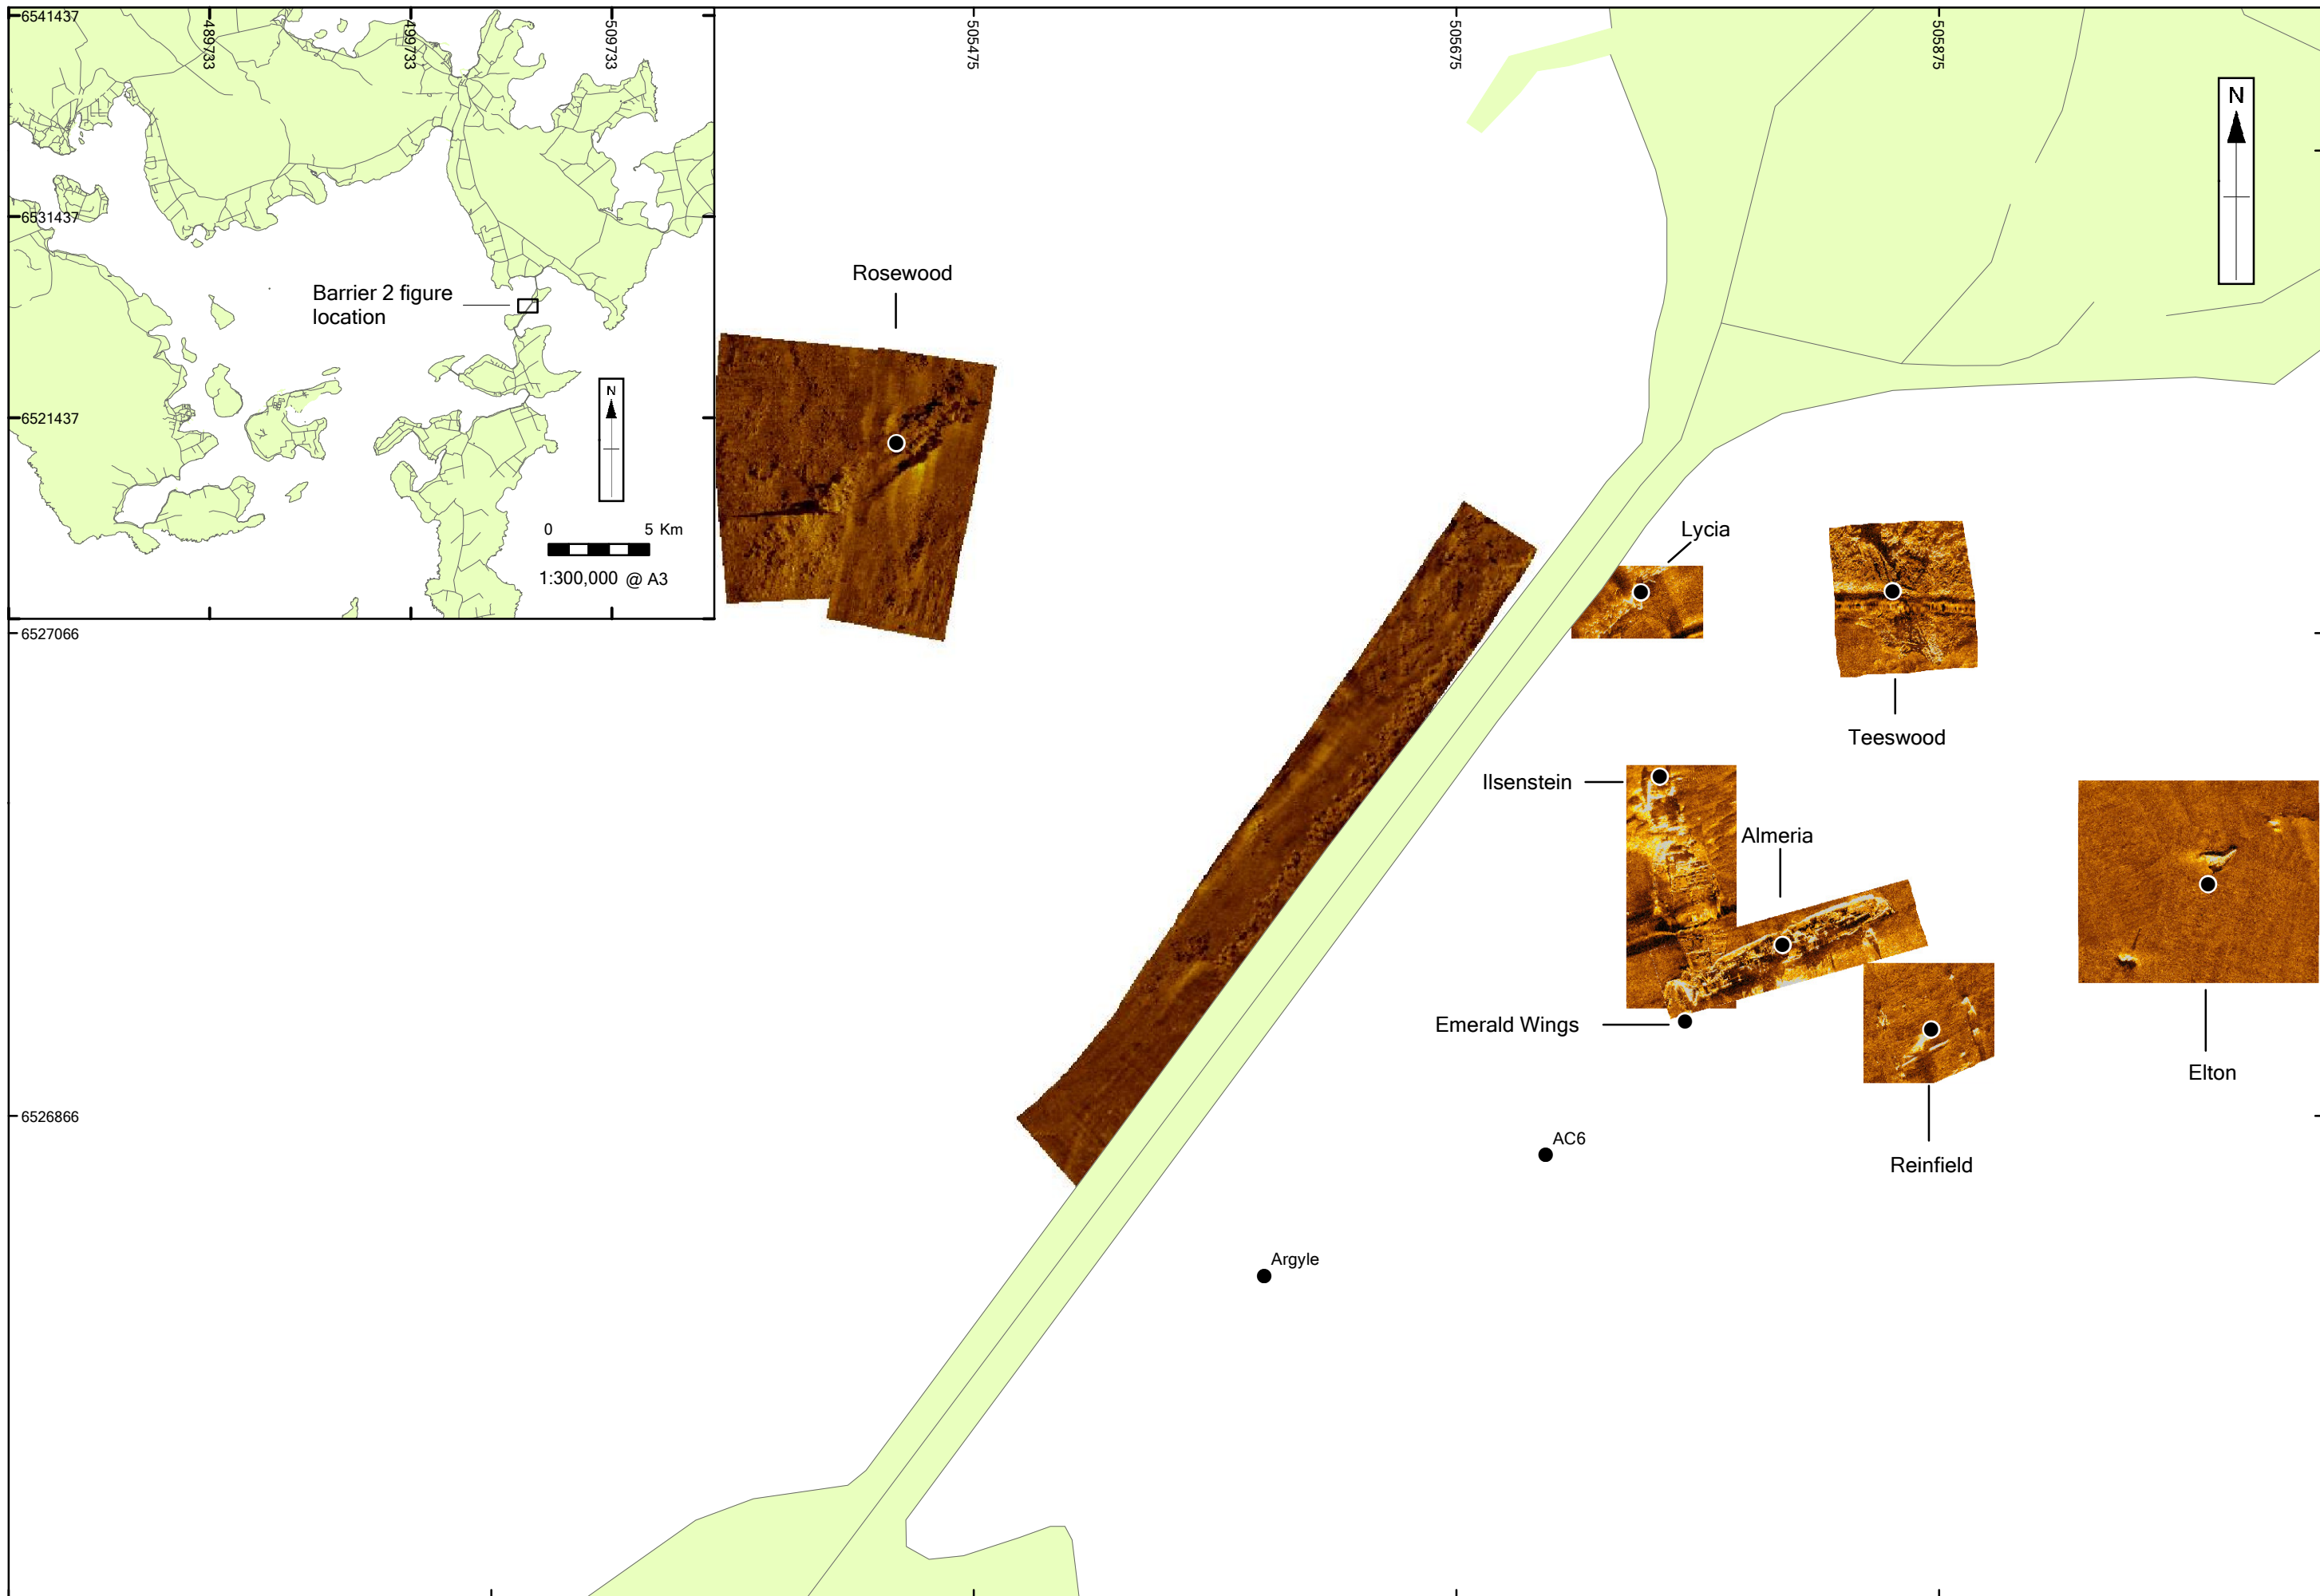 6541437
489733
499733
509733
505475
505675
505875
N
6531437
Rosewood
Barrier 2 figure
location
N
6521437
0 5 Km
1:300,000 @ A3
Lycia
6527066
Teeswood
Ilsenstein
Almeria
Emerald Wings
Elton
6526866
AC6
Reinfield
Argyle